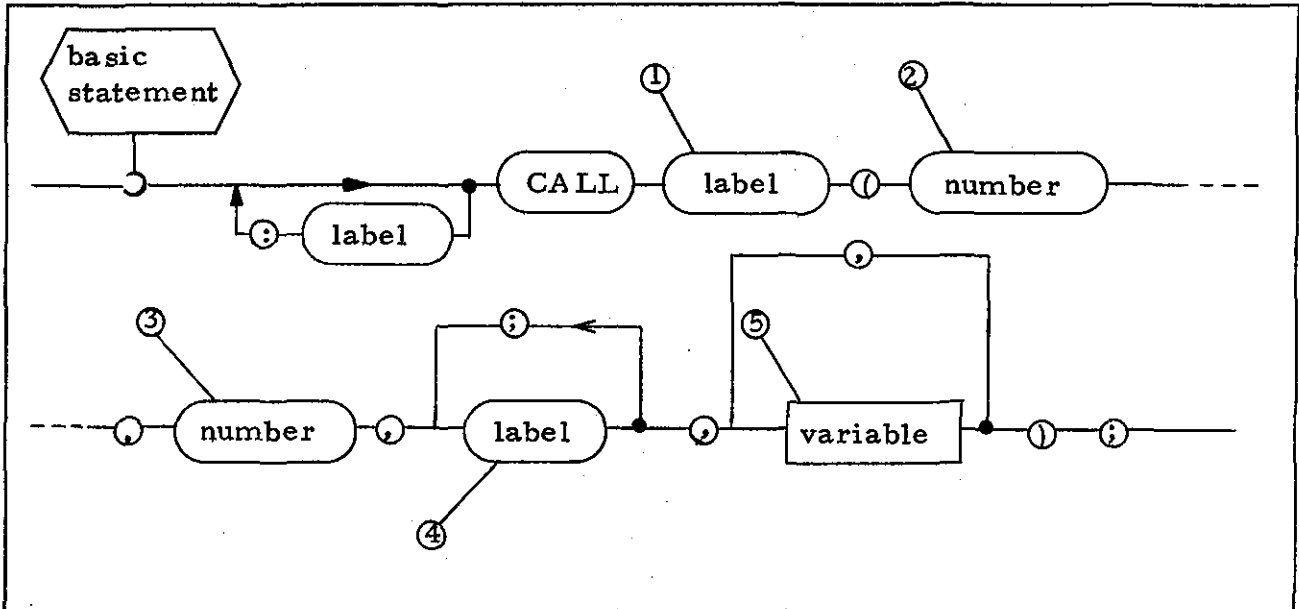 basic
statement
① ②
CALL label ( number
: label
,
③ ; ⑤
, number , label , variable ) ;
④